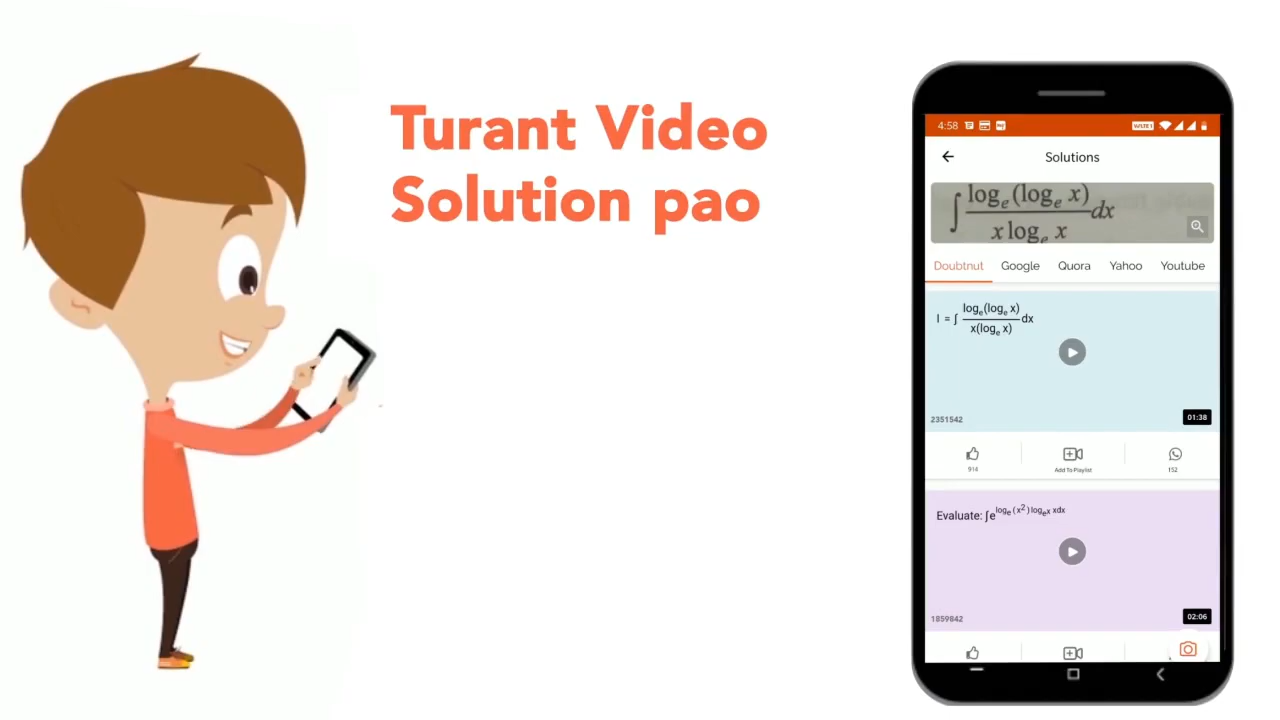 Turant Video
Solution pao
4:58
Solutions
∫ logₑ(logₑ x) / x logₑ x dx
Doubtnut Google Quora Yahoo Youtube
I = ∫ logₑ(logₑ x) / x(logₑ x) dx
2351542 01:38
914 Add To Playlist 152
Evaluate: ∫e^logₑ(x²)logₑx xdx
1859842 02:06